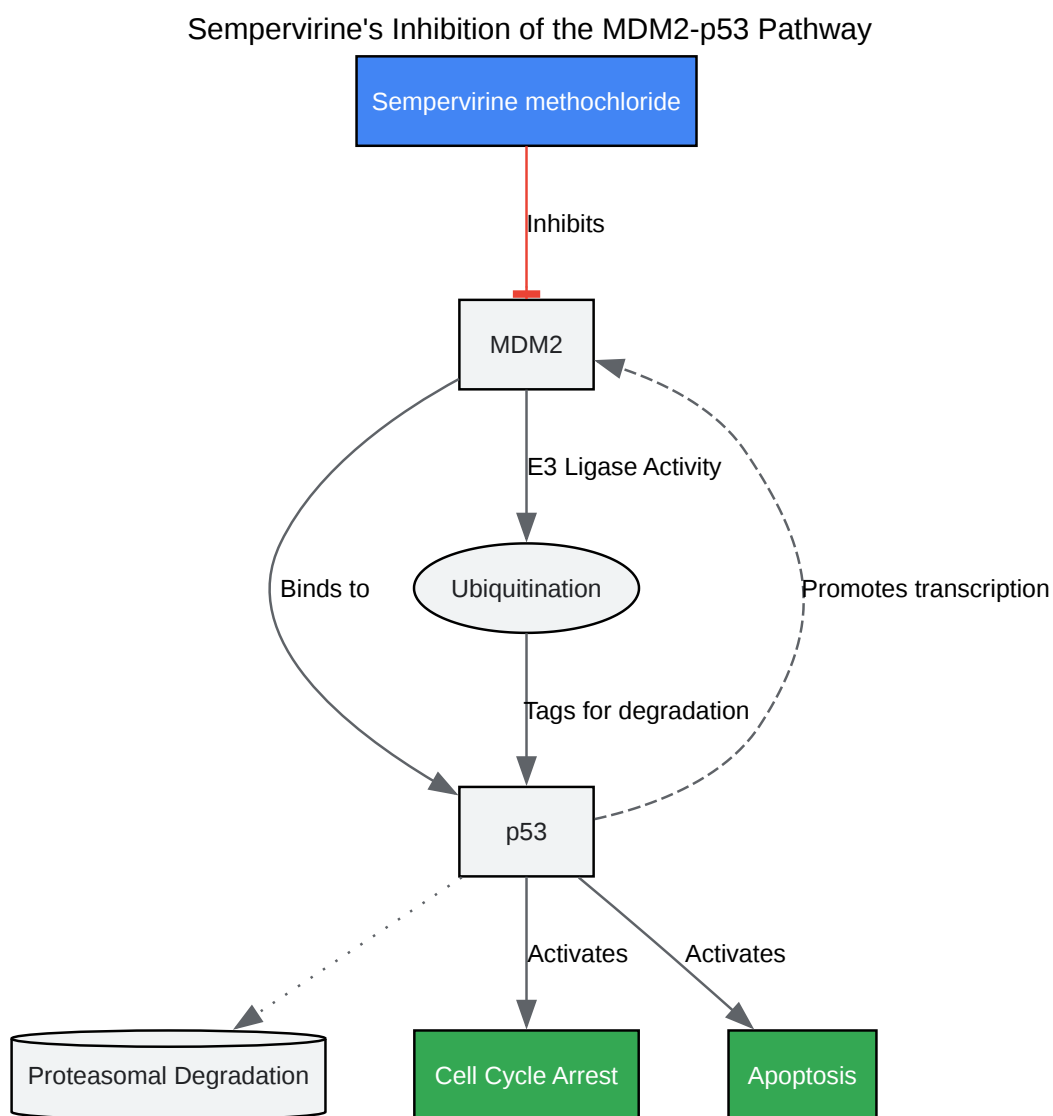 Sempervirine's Inhibition of the MDM2-p53 Pathway
Sempervirine methochloride
Inhibits
MDM2
E3 Ligase Activity
Binds to
Ubiquitination
Promotes transcription
Tags for degradation
p53
Activates
Activates
Proteasomal Degradation
Cell Cycle Arrest
Apoptosis